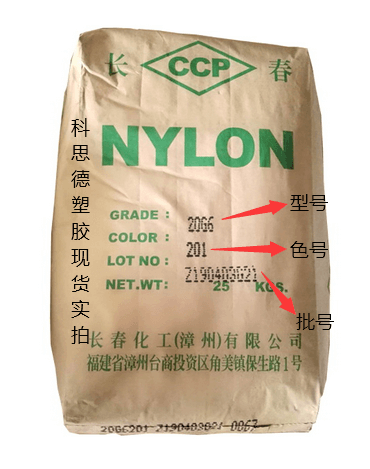 长 CCP 春
NYLON
科思德塑胶现货实拍
GRADE : 20G6
型号
COLOR : 201
色号
LOT NO : Z190403G21
批号
NET.WT: 25 KGS.
长春化工(漳州)有限公司
福建省漳州台商投资区角美镇保生路1号